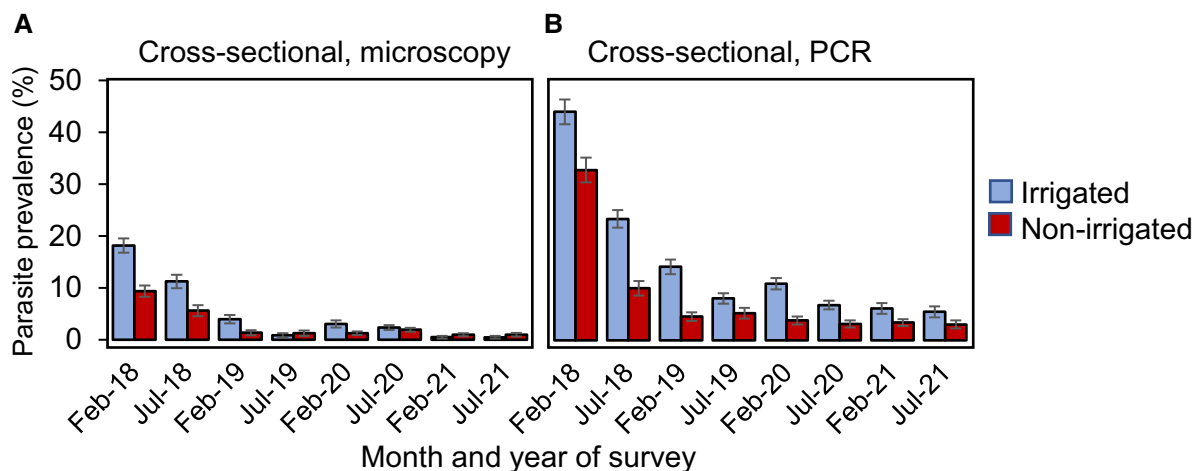 A
B
Cross-sectional, microscopy
Cross-sectional, PCR
Parasite prevalence (%)
50
40
30
20
10
0
Feb-18
Jul-18
Feb-19
Jul-19
Feb-20
Jul-20
Feb-21
Jul-21
Feb-18
Jul-18
Feb-19
Jul-19
Feb-20
Jul-20
Feb-21
Jul-21
Month and year of survey
Irrigated
Non-irrigated